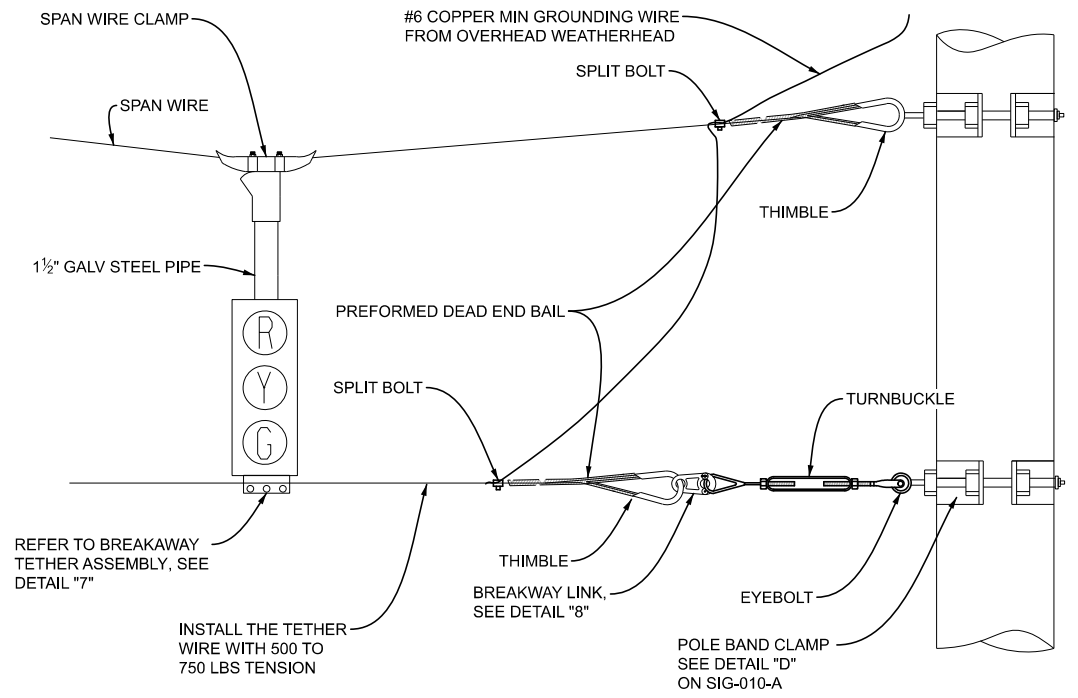 SPAN WIRE CLAMP
#6 COPPER MIN GROUNDING WIRE
FROM OVERHEAD WEATHERHEAD
SPLIT BOLT
SPAN WIRE
THIMBLE
1½" GALV STEEL PIPE
PREFORMED DEAD END BAIL
R
Y
G
SPLIT BOLT
TURNBUCKLE
REFER TO BREAKAWAY
TETHER ASSEMBLY, SEE
DETAIL "7"
THIMBLE
BREAKWAY LINK,
SEE DETAIL "8"
EYEBOLT
INSTALL THE TETHER
WIRE WITH 500 TO
750 LBS TENSION
POLE BAND CLAMP
SEE DETAIL "D"
ON SIG-010-A